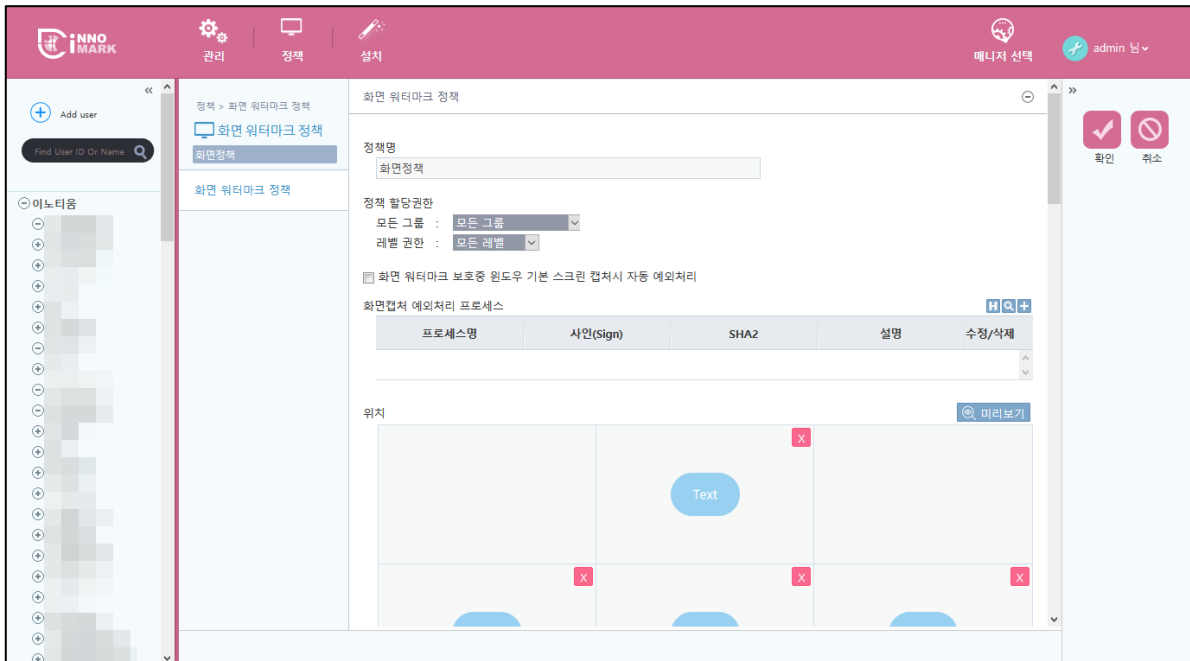 iNNO
MARK
관리
정책
설치
매니저 선택
admin 님
Add user
Find User ID Or Name
이노티움
정책 > 화면 워터마크 정책
화면 워터마크 정책
화면정책
화면 워터마크 정책
화면 워터마크 정책
정책명
화면정책
정책 할당권한
모든 그룹 : 모든 그룹
레벨 권한 : 모든 레벨
화면 워터마크 보호중 윈도우 기본 스크린 캡처시 자동 예외처리
화면캡처 예외처리 프로세스
H
프로세스명 사인(Sign) SHA2 설명 수정/삭제
위치
미리보기
X
Text
X X X
확인 취소